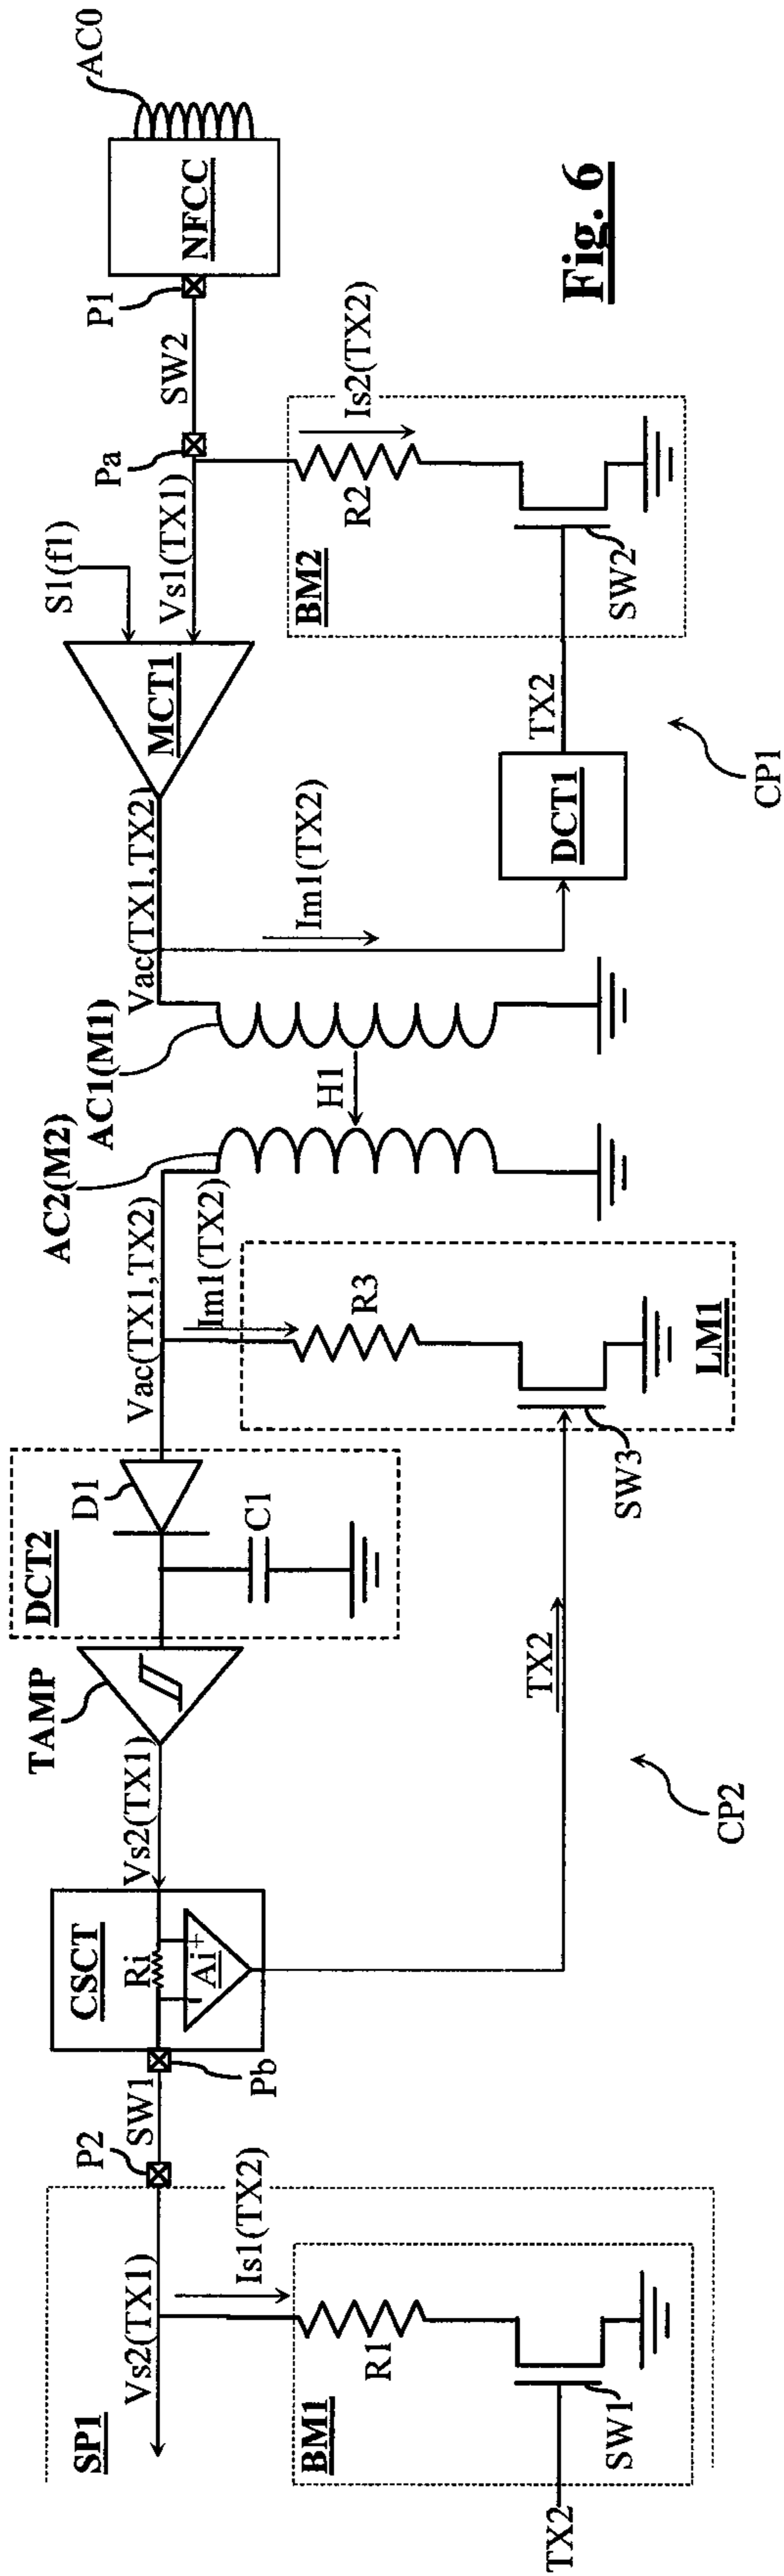 AC0
NFCC
P1
SW2
Pa
S1(f1)
Vs1(TX1)
MCT1
Vac(TX1,TX2)
Im1(TX2)
BM2
R2
Is2(TX2)
SW2
TX2
DCT1
CP1
Fig. 6
AC1(M1)
H1
AC2(M2)
Vac(TX1,TX2)
Im1(TX2)
R3
LM1
SW3
DCT2
D1
C1
TAMP
Vs2(TX1)
TX2
CP2
CSCT
Ri
Ai
+
Pb
SW1
P2
SP1
Vs2(TX1)
Is1(TX2)
BM1
R1
SW1
TX2